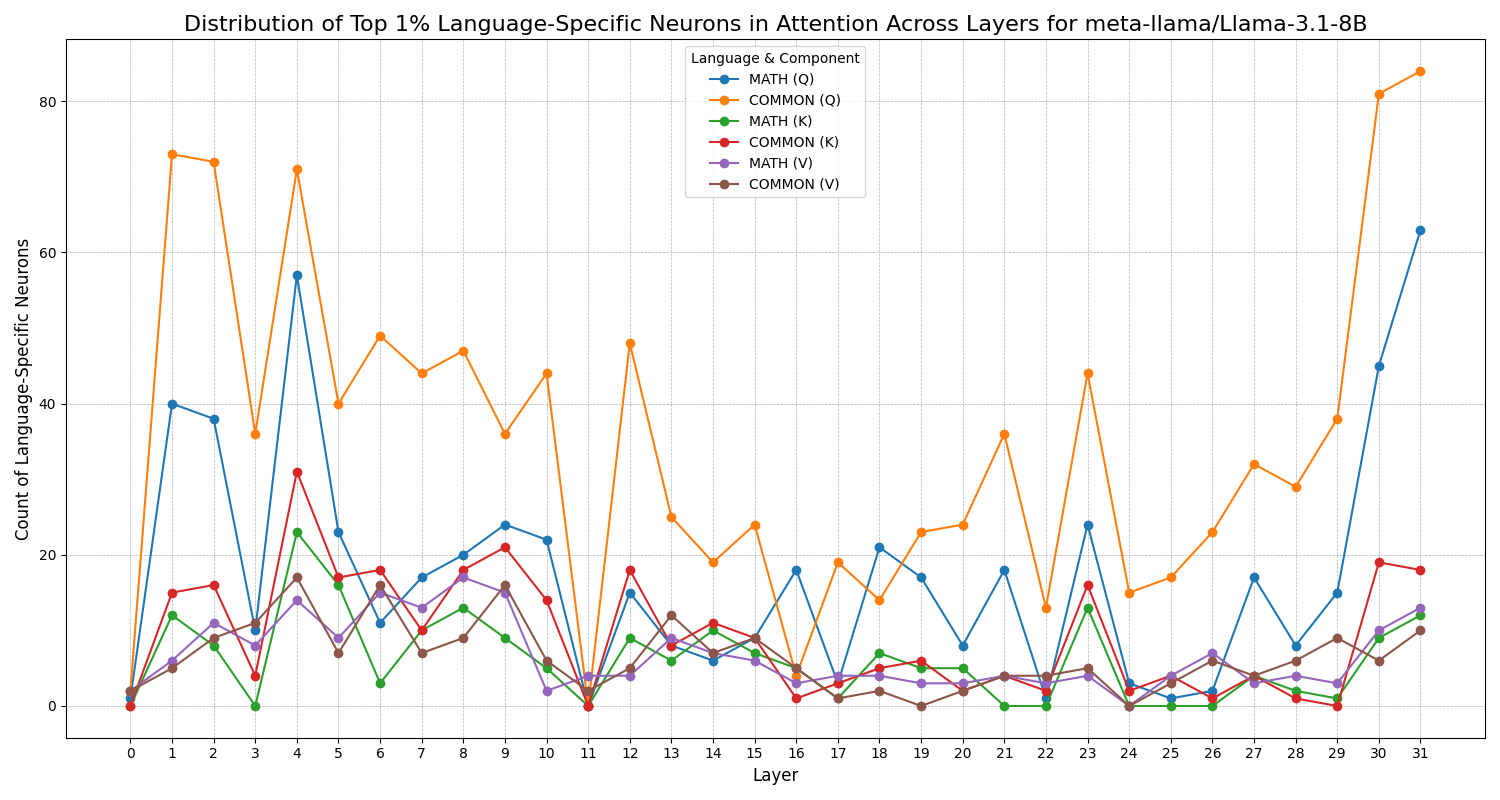 Distribution of Top 1% Language-Specific Neurons in Attention Across Layers for meta-llama/Llama-3.1-8B
Language & Component
MATH (Q)
COMMON (Q)
MATH (K)
COMMON (K)
MATH (V)
COMMON (V)
Count of Language-Specific Neurons
80
60
40
20
0
0 1 2 3 4 5 6 7 8 9 10 11 12 13 14 15 16 17 18 19 20 21 22 23 24 25 26 27 28 29 30 31
Layer